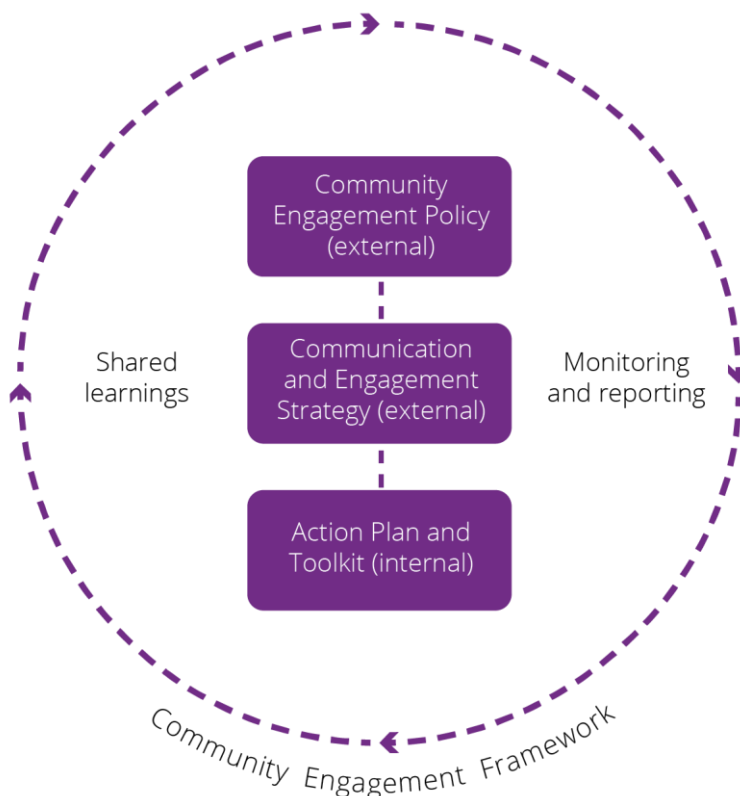 Community
Engagement Policy
(external)
Shared
learnings
Communication
and Engagement
Strategy (external)
Monitoring
and reporting
Action Plan and
Toolkit (internal)
Community Engagement Framework